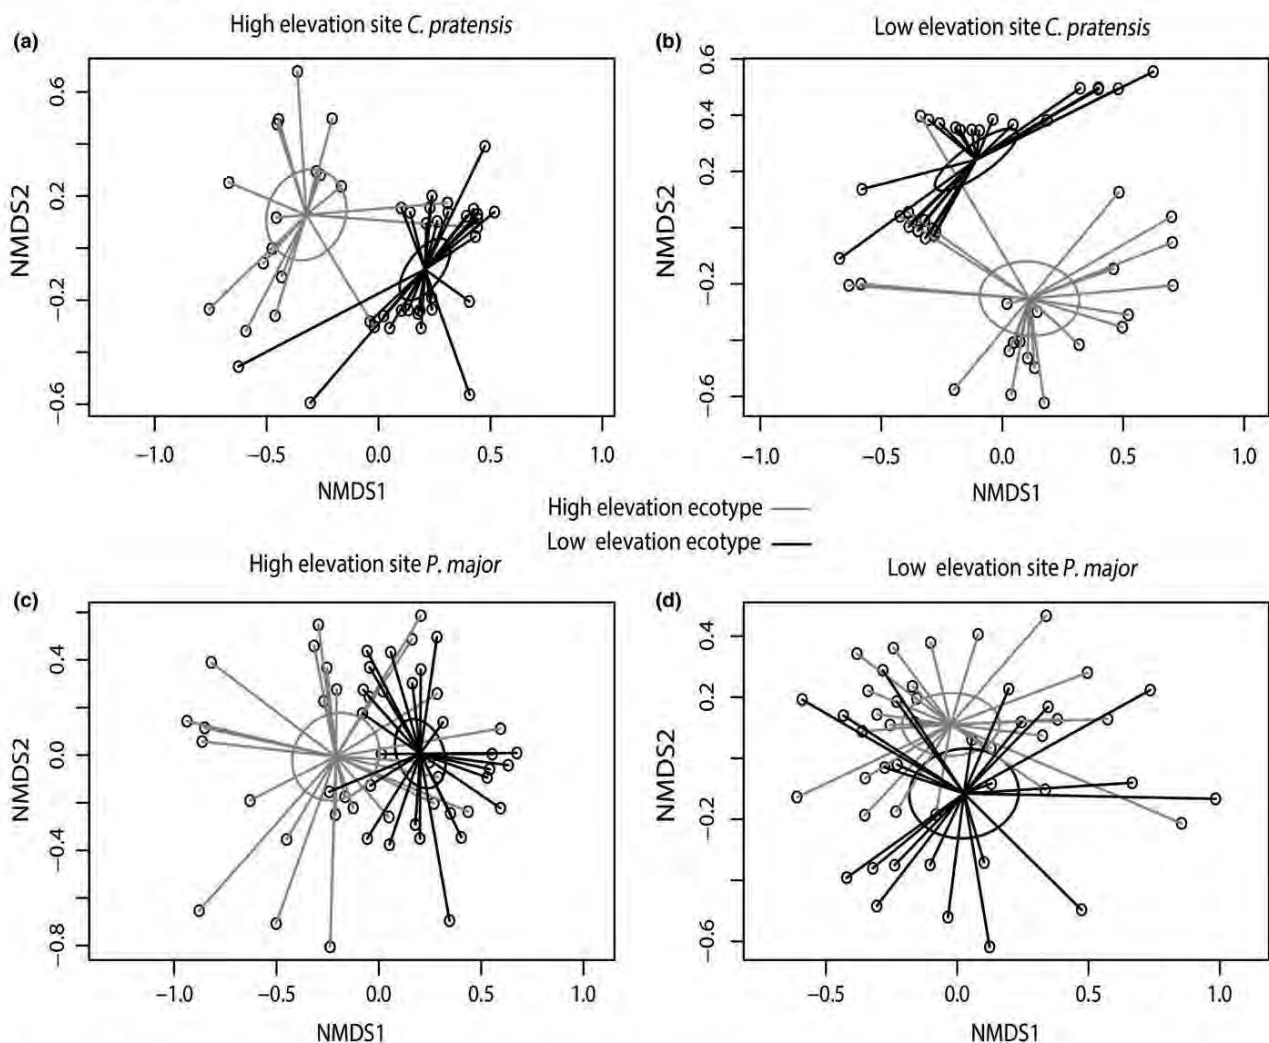 High elevation site C. pratensis
Low elevation site C. pratensis
(a)
(b)
NMDS2
0.6
0.2
−0.2
−0.6
−1.0
−0.5
0.0
0.5
1.0
NMDS1
NMDS2
0.6
0.4
0.2
−0.2
−0.6
−1.0
−0.5
0.0
0.5
1.0
NMDS1
High elevation ecotype
Low elevation ecotype
High elevation site P. major
Low elevation site P. major
(c)
(d)
NMDS2
0.4
0.0
−0.4
−0.8
−1.0
−0.5
0.0
0.5
1.0
NMDS1
NMDS2
0.4
0.2
−0.2
−0.6
−0.5
0.0
0.5
1.0
NMDS1